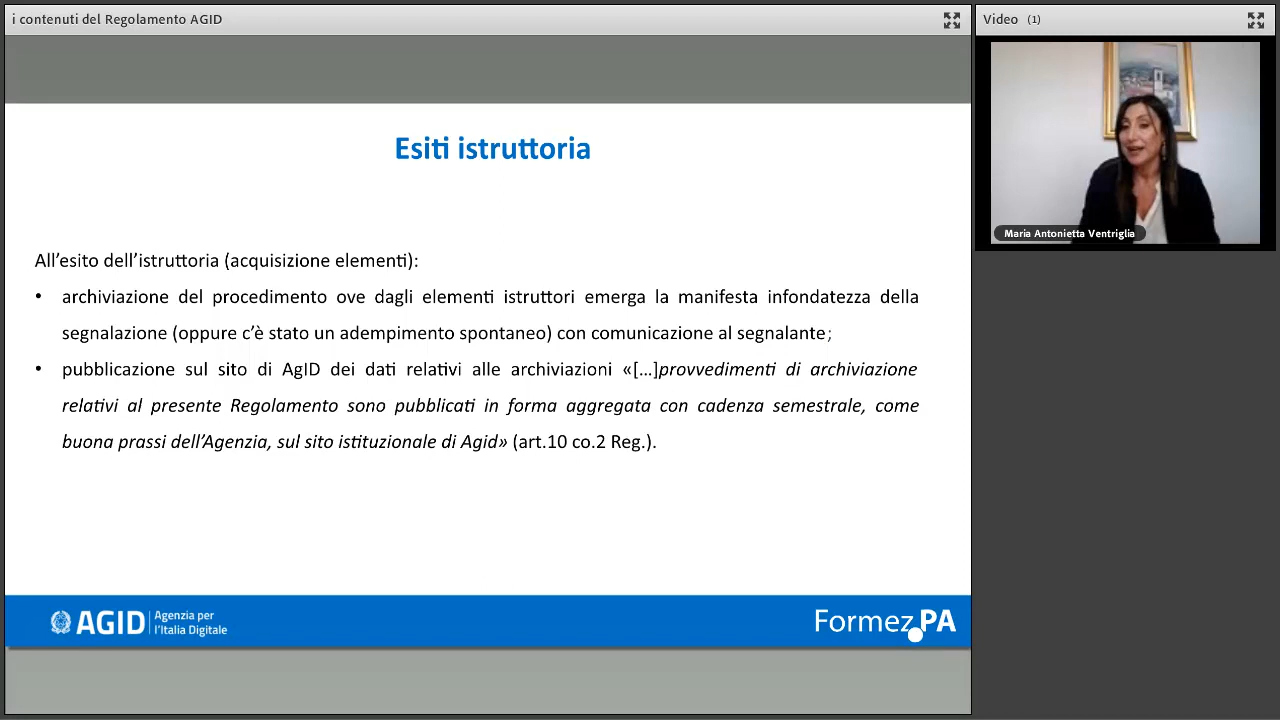 i contenuti del Regolamento AGID
Video (1)
Maria Antonietta Ventriglia
Esiti istruttoria
All’esito dell’istruttoria (acquisizione elementi):
• archiviazione del procedimento ove dagli elementi istruttori emerga la manifesta infondatezza della
segnalazione (oppure c’è stato un adempimento spontaneo) con comunicazione al segnalante;
• pubblicazione sul sito di AgID dei dati relativi alle archiviazioni «[…]provvedimenti di archiviazione
relativi al presente Regolamento sono pubblicati in forma aggregata con cadenza semestrale, come
buona prassi dell’Agenzia, sul sito istituzionale di Agid» (art.10 co.2 Reg.).
AGID
Agenzia per
l’Italia Digitale
Formez PA